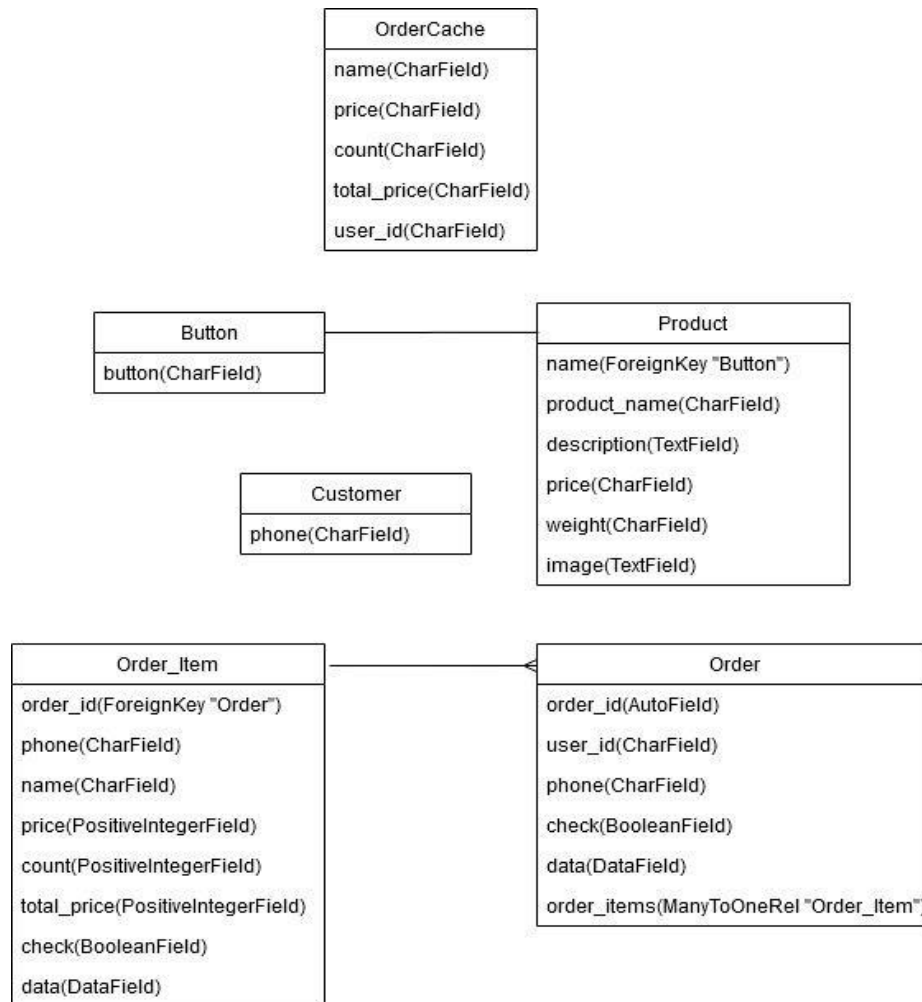 OrderCache
name(CharField)
price(CharField)
count(CharField)
total_price(CharField)
user_id(CharField)
Button
button(CharField)
Product
name(ForeignKey "Button")
product_name(CharField)
description(TextField)
price(CharField)
weight(CharField)
image(TextField)
Customer
phone(CharField)
Order_Item
order_id(ForeignKey "Order")
phone(CharField)
name(CharField)
price(PositiveIntegerField)
count(PositiveIntegerField)
total_price(PositiveIntegerField)
check(BooleanField)
data(DataField)
Order
order_id(AutoField)
user_id(CharField)
phone(CharField)
check(BooleanField)
data(DataField)
order_items(ManyToOneRel "Order_Item")